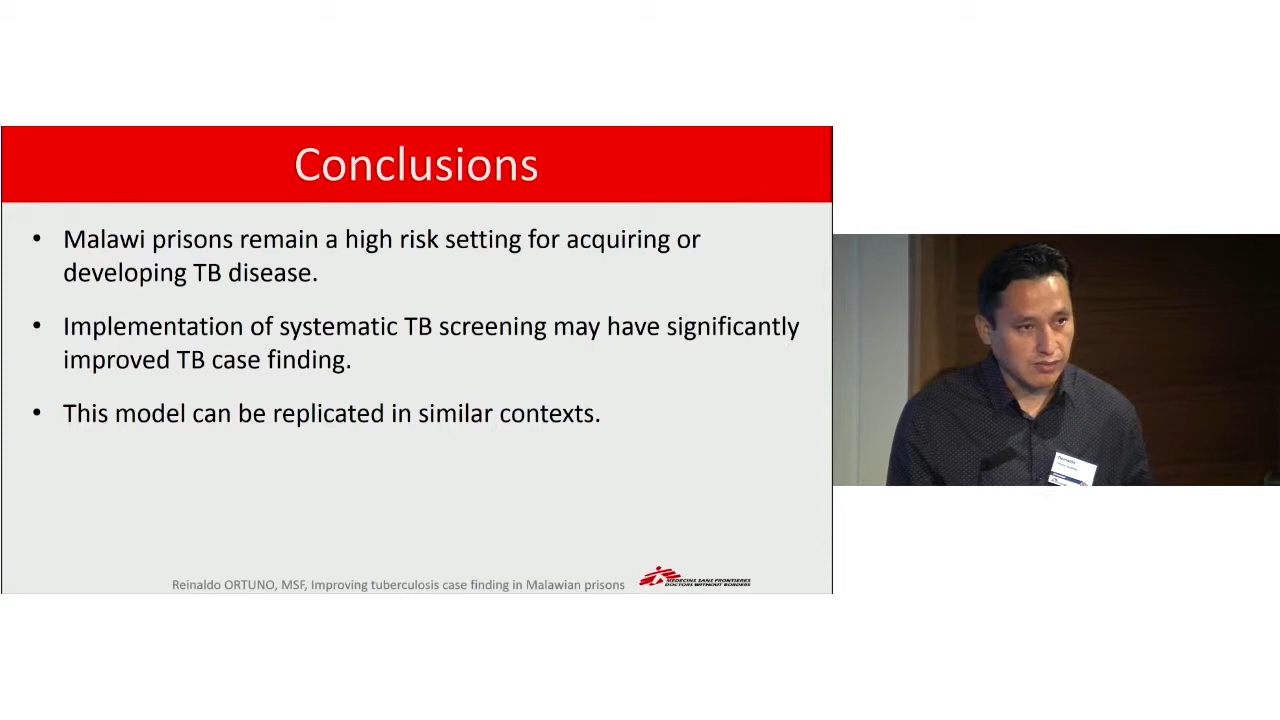 Conclusions
• Malawi prisons remain a high risk setting for acquiring or
developing TB disease.
• Implementation of systematic TB screening may have significantly
improved TB case finding.
• This model can be replicated in similar contexts.
Reinaldo ORTUNO, MSF, Improving tuberculosis case finding in Malawian prisons
MEDECINS SANS FRONTIERES
DOCTORS WITHOUT BORDERS